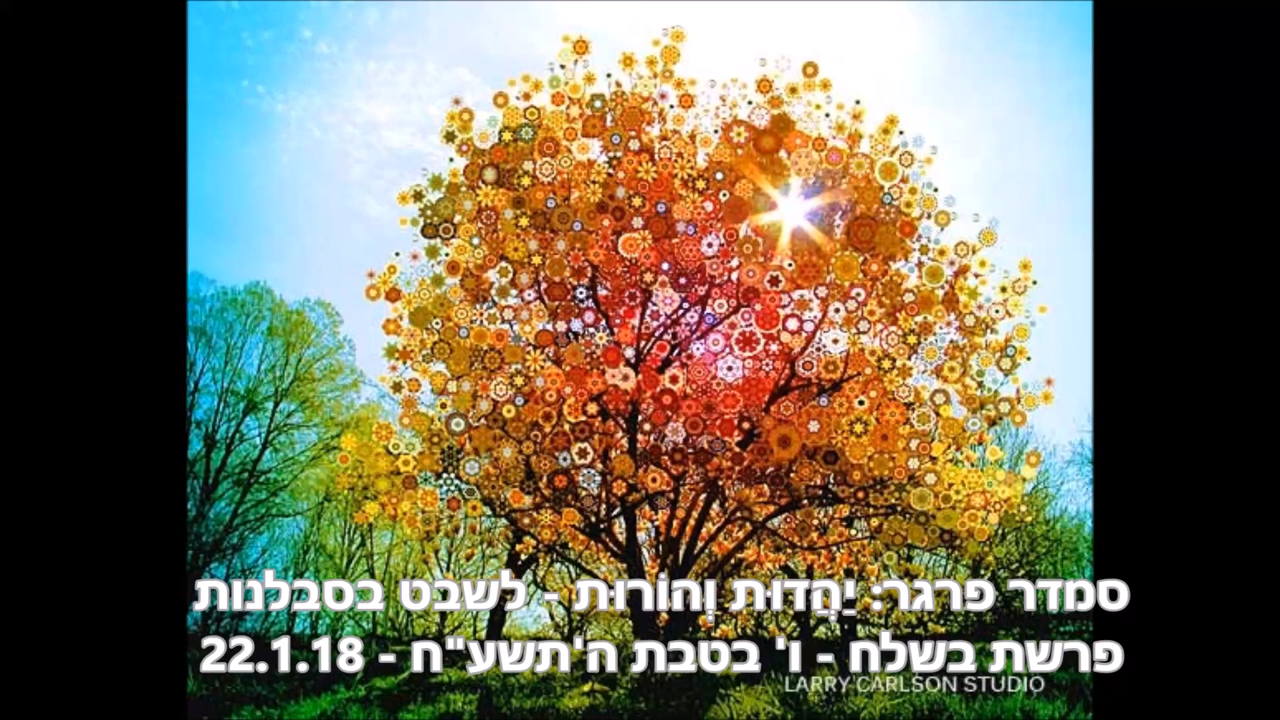 סמדר פרגר: יַהֲדוּת וְהוֹרוּת - לשבט בסבלנות
פרשת בשלח - ו' בטבת ה'תשע"ח - 22.1.18
LARRY CARLSON STUDIO